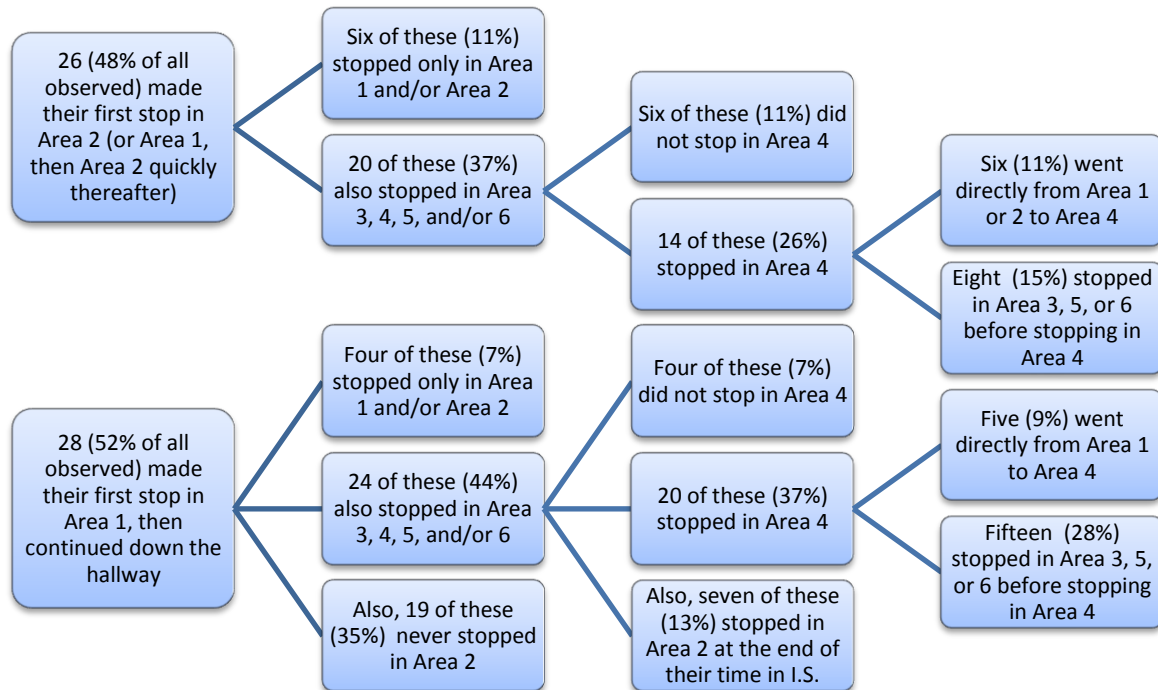 26 (48% of all
observed) made
their first stop in
Area 2 (or Area 1,
then Area 2 quickly
thereafter)
Six of these (11%)
stopped only in Area
1 and/or Area 2
20 of these (37%)
also stopped in Area
3, 4, 5, and/or 6
Six of these (11%) did
not stop in Area 4
14 of these (26%)
stopped in Area 4
Six (11%) went
directly from Area 1
or 2 to Area 4
Eight (15%) stopped
in Area 3, 5, or 6
before stopping in
Area 4
28 (52% of all
observed) made
their first stop in
Area 1, then
continued down the
hallway
Four of these (7%)
stopped only in Area
1 and/or Area 2
24 of these (44%)
also stopped in Area
3, 4, 5, and/or 6
Also, 19 of these
(35%) never stopped
in Area 2
Four of these (7%)
did not stop in Area 4
20 of these (37%)
stopped in Area 4
Also, seven of these
(13%) stopped in
Area 2 at the end of
their time in I.S.
Five (9%) went
directly from Area 1
to Area 4
Fifteen (28%)
stopped in Area 3, 5,
or 6 before stopping
in Area 4